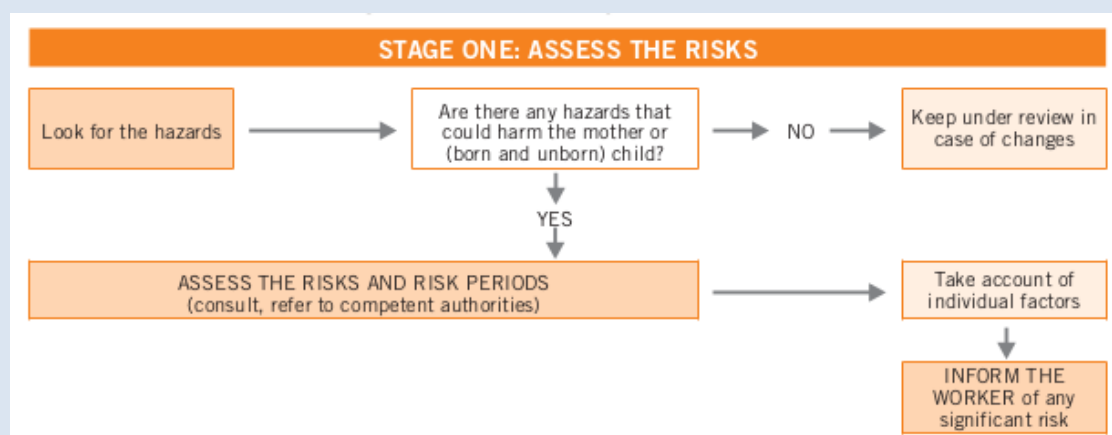 STAGE ONE: ASSESS THE RISKS
Look for the hazards
Are there any hazards that
could harm the mother or
(born and unborn) child?
NO
Keep under review in
case of changes
YES
ASSESS THE RISKS AND RISK PERIODS
(consult, refer to competent authorities)
Take account of
individual factors
INFORM THE
WORKER of any
significant risk